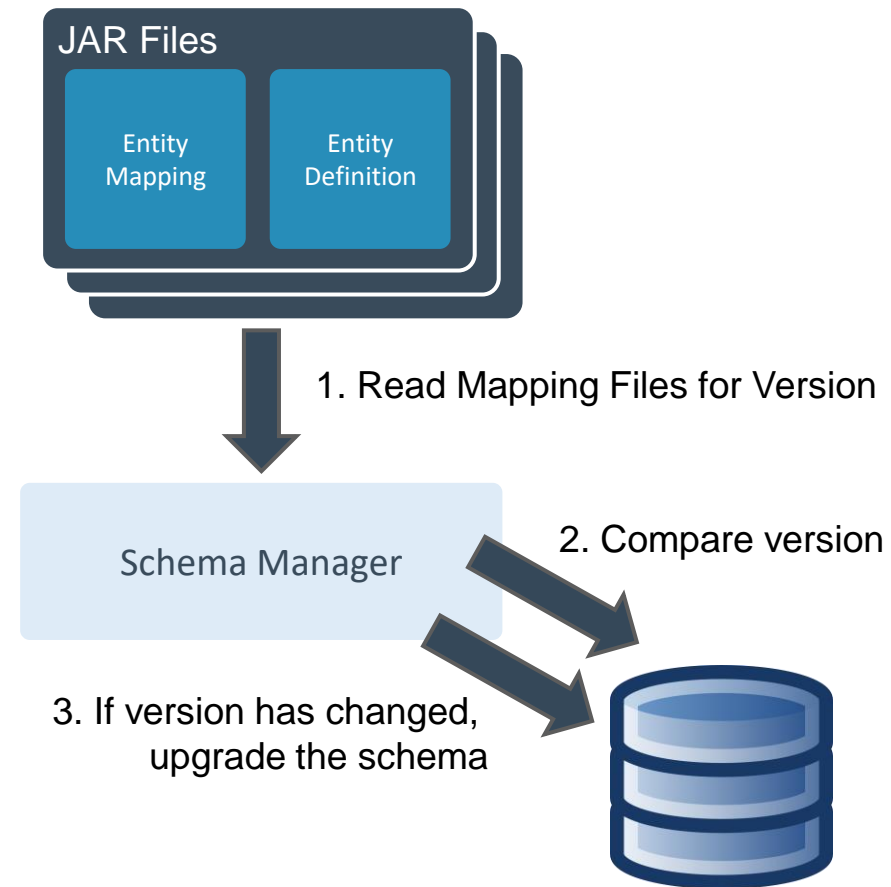 JAR Files
Entity
Mapping
Entity
Definition
1. Read Mapping Files for Version
Schema Manager
2. Compare version
3. If version has changed,
upgrade the schema